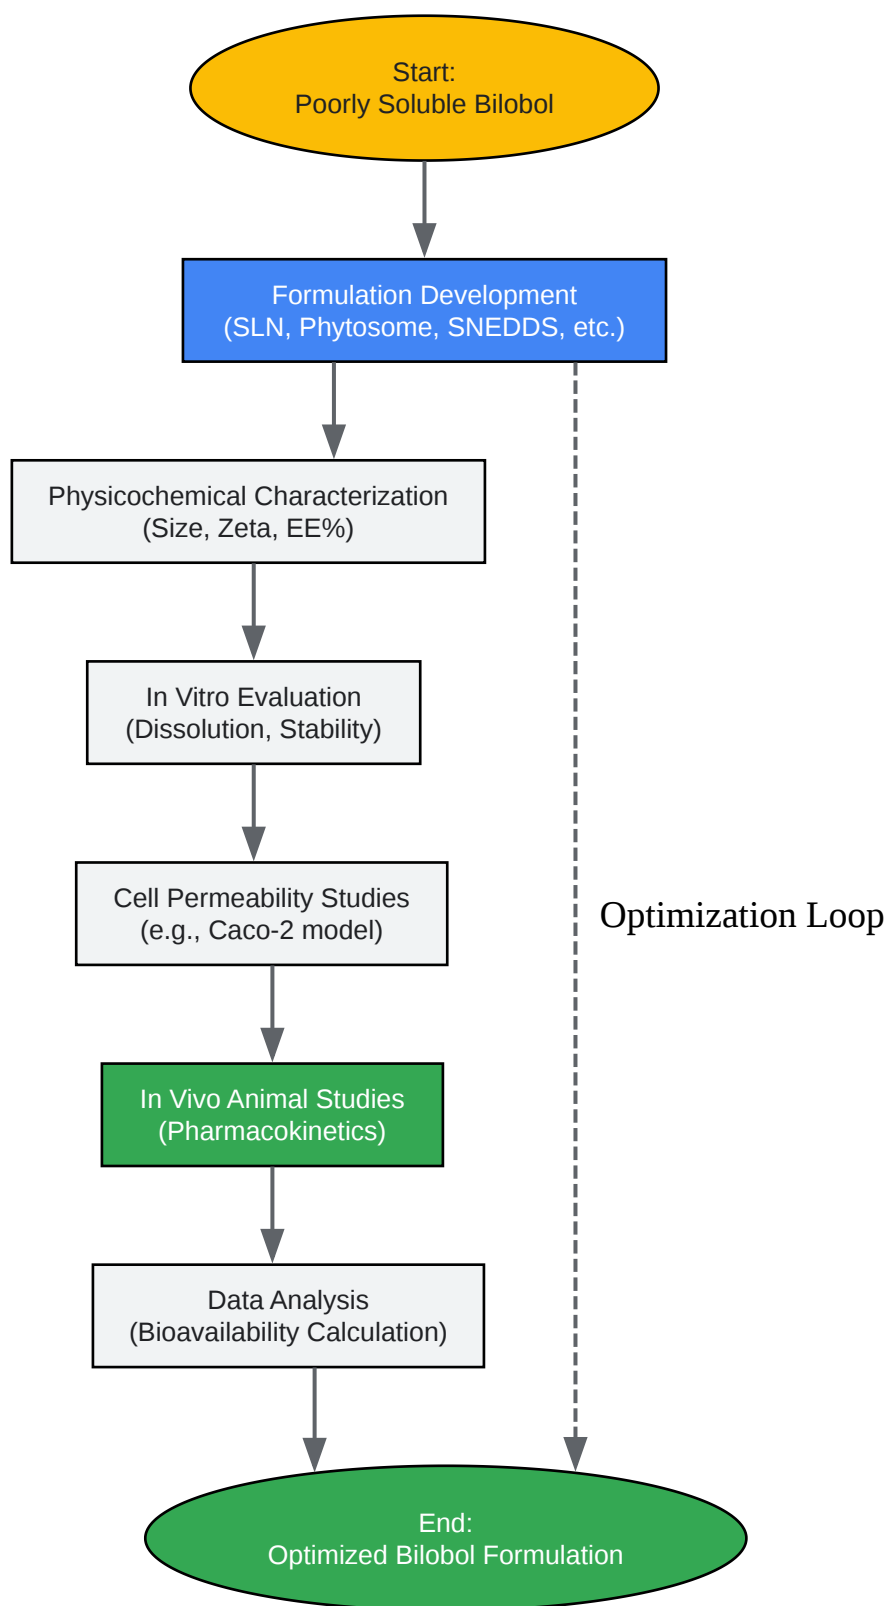 Start:
Poorly Soluble Bilobol
Formulation Development
(SLN, Phytosome, SNEDDS, etc.)
Physicochemical Characterization
(Size, Zeta, EE%)
In Vitro Evaluation
(Dissolution, Stability)
Cell Permeability Studies
(e.g., Caco-2 model)
Optimization Loop
In Vivo Animal Studies
(Pharmacokinetics)
Data Analysis
(Bioavailability Calculation)
End:
Optimized Bilobol Formulation